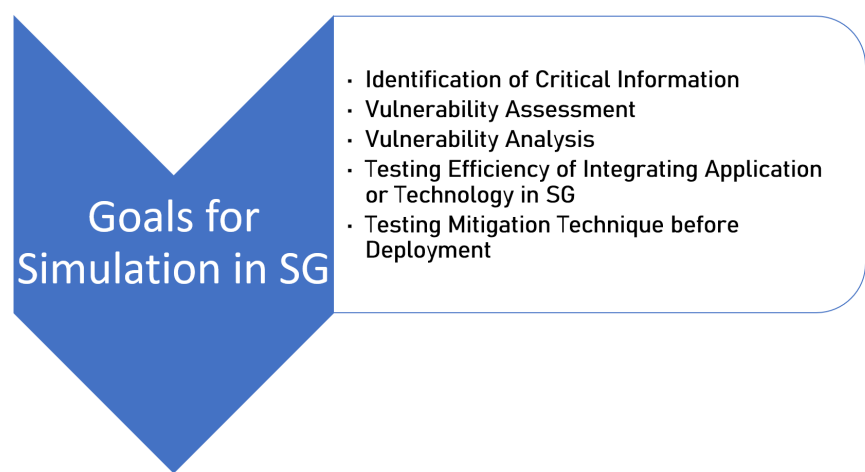 Goals for
Simulation in SG
· Identification of Critical Information
· Vulnerability Assessment
· Vulnerability Analysis
· Testing Efficiency of Integrating Application
or Technology in SG
· Testing Mitigation Technique before
Deployment